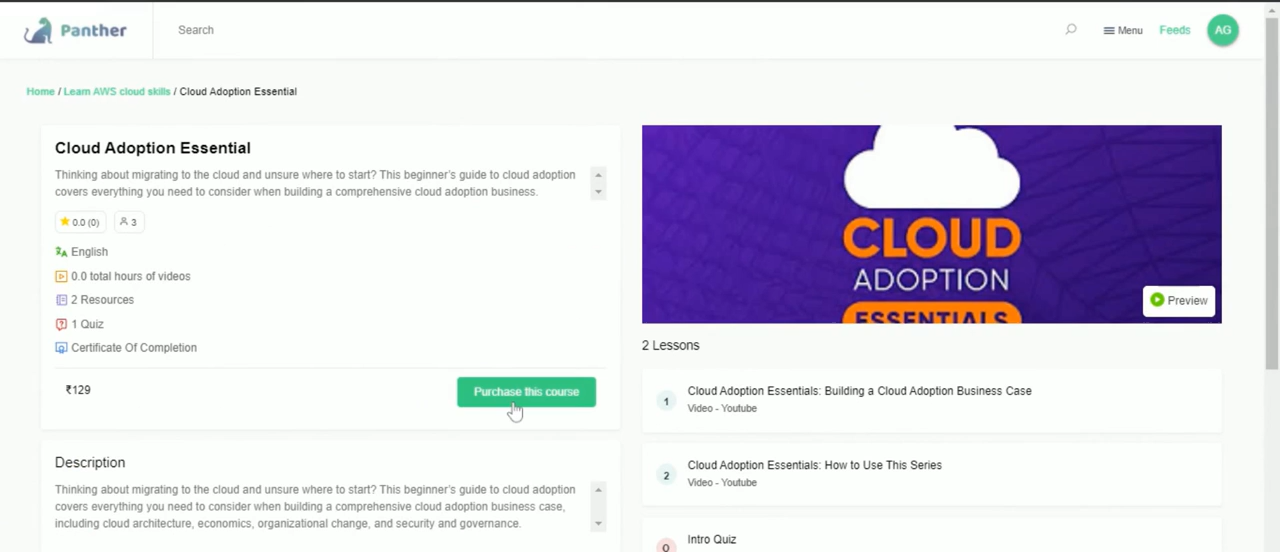 Panther
Search
Menu
Feeds
AG
Home / Learn AWS cloud skills / Cloud Adoption Essential
Cloud Adoption Essential
Thinking about migrating to the cloud and unsure where to start? This beginner's guide to cloud adoption
covers everything you need to consider when building a comprehensive cloud adoption business.
0.0 (0)
3
English
0.0 total hours of videos
2 Resources
1 Quiz
Certificate Of Completion
₹129
Purchase this course
Description
Thinking about migrating to the cloud and unsure where to start? This beginner's guide to cloud adoption
covers everything you need to consider when building a comprehensive cloud adoption business case,
including cloud architecture, economics, organizational change, and security and governance.
CLOUD
ADOPTION
ESSENTIALS
Preview
2 Lessons
1
Cloud Adoption Essentials: Building a Cloud Adoption Business Case
Video - Youtube
2
Cloud Adoption Essentials: How to Use This Series
Video - Youtube
Q
Intro Quiz